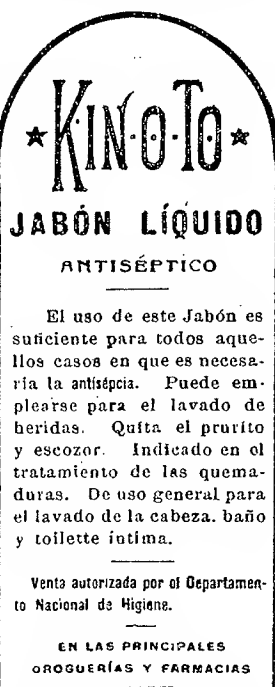 ★ KIN-O-TO ★
JABÓN LÍQUIDO
ANTISÉPTICO
El uso de este Jabón es
suficiente para todos aque-
llos casos en que es necesa-
ria la antisépcia. Puede em-
plearse para el lavado de
heridas. Quita el prurito
y escozor. Indicado en el
tratamiento de las quema-
duras. De uso general para
el lavado de la cabeza. baño
y toilette íntima.
Venta autorizada por el Departamen-
to Nacional de Higiene.
EN LAS PRINCIPALES
DROGUERÍAS Y FARMACIAS